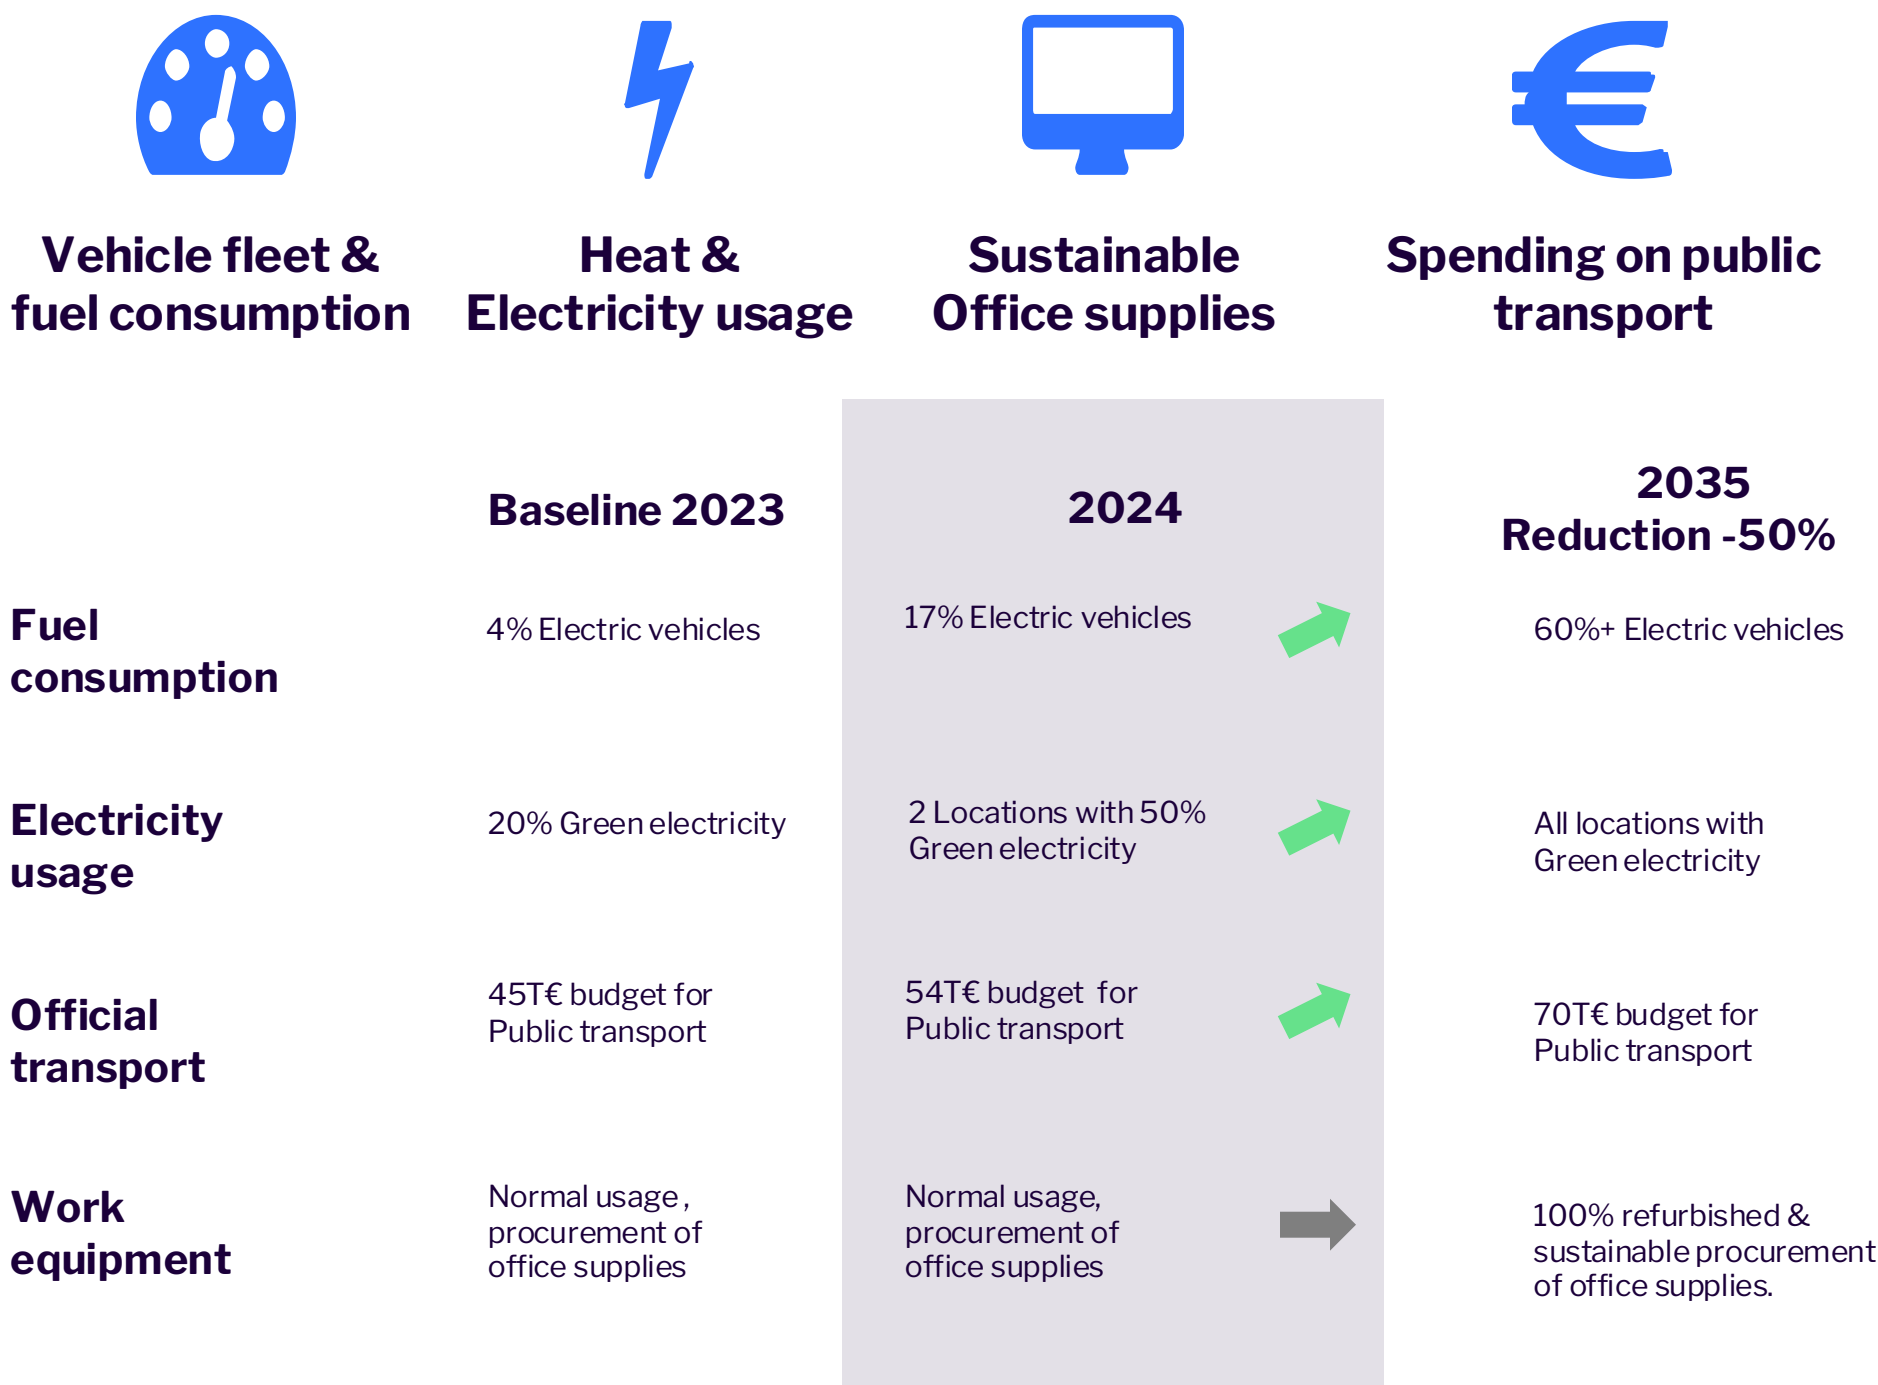 Vehicle fleet &
fuel consumption
Heat &
Electricity usage
Sustainable
Office supplies
Spending on public
transport
Baseline 2023
2024
2035
Reduction -50%
Fuel
consumption
4% Electric vehicles
17% Electric vehicles
60%+ Electric vehicles
Electricity
usage
20% Green electricity
2 Locations with 50%
Green electricity
All locations with
Green electricity
Official
transport
45T€ budget for
Public transport
54T€ budget for
Public transport
70T€ budget for
Public transport
Work
equipment
Normal usage ,
procurement of
office supplies
Normal usage,
procurement of
office supplies
100% refurbished &
sustainable procurement
of office supplies.